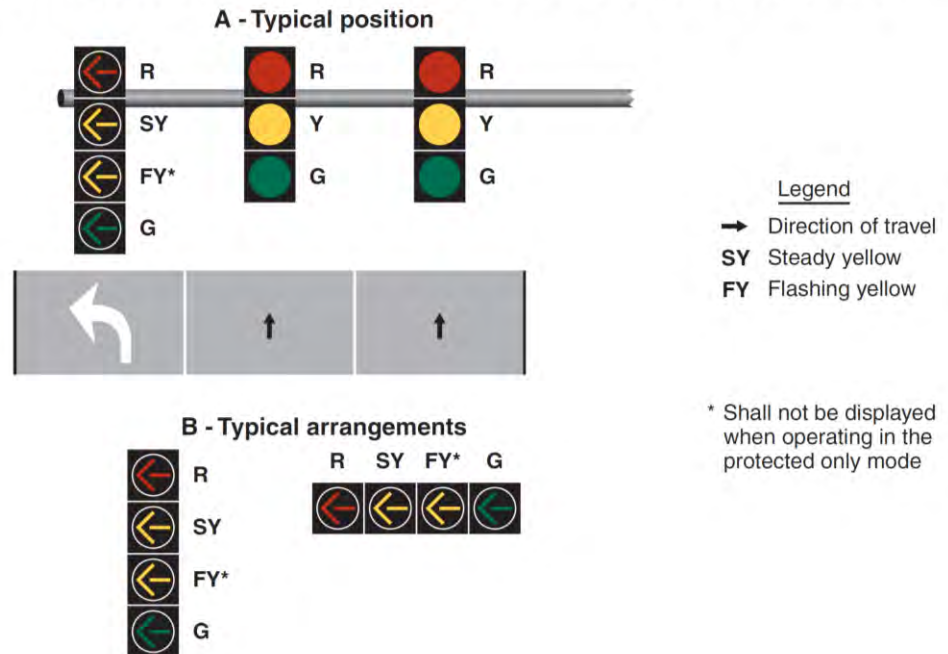 A - Typical position
R R R
SY Y Y
FY* G G
G
Legend
Direction of travel
SY Steady yellow
FY Flashing yellow
* Shall not be displayed
when operating in the
protected only mode
B - Typical arrangements
R
SY
FY*
G
R SY FY* G